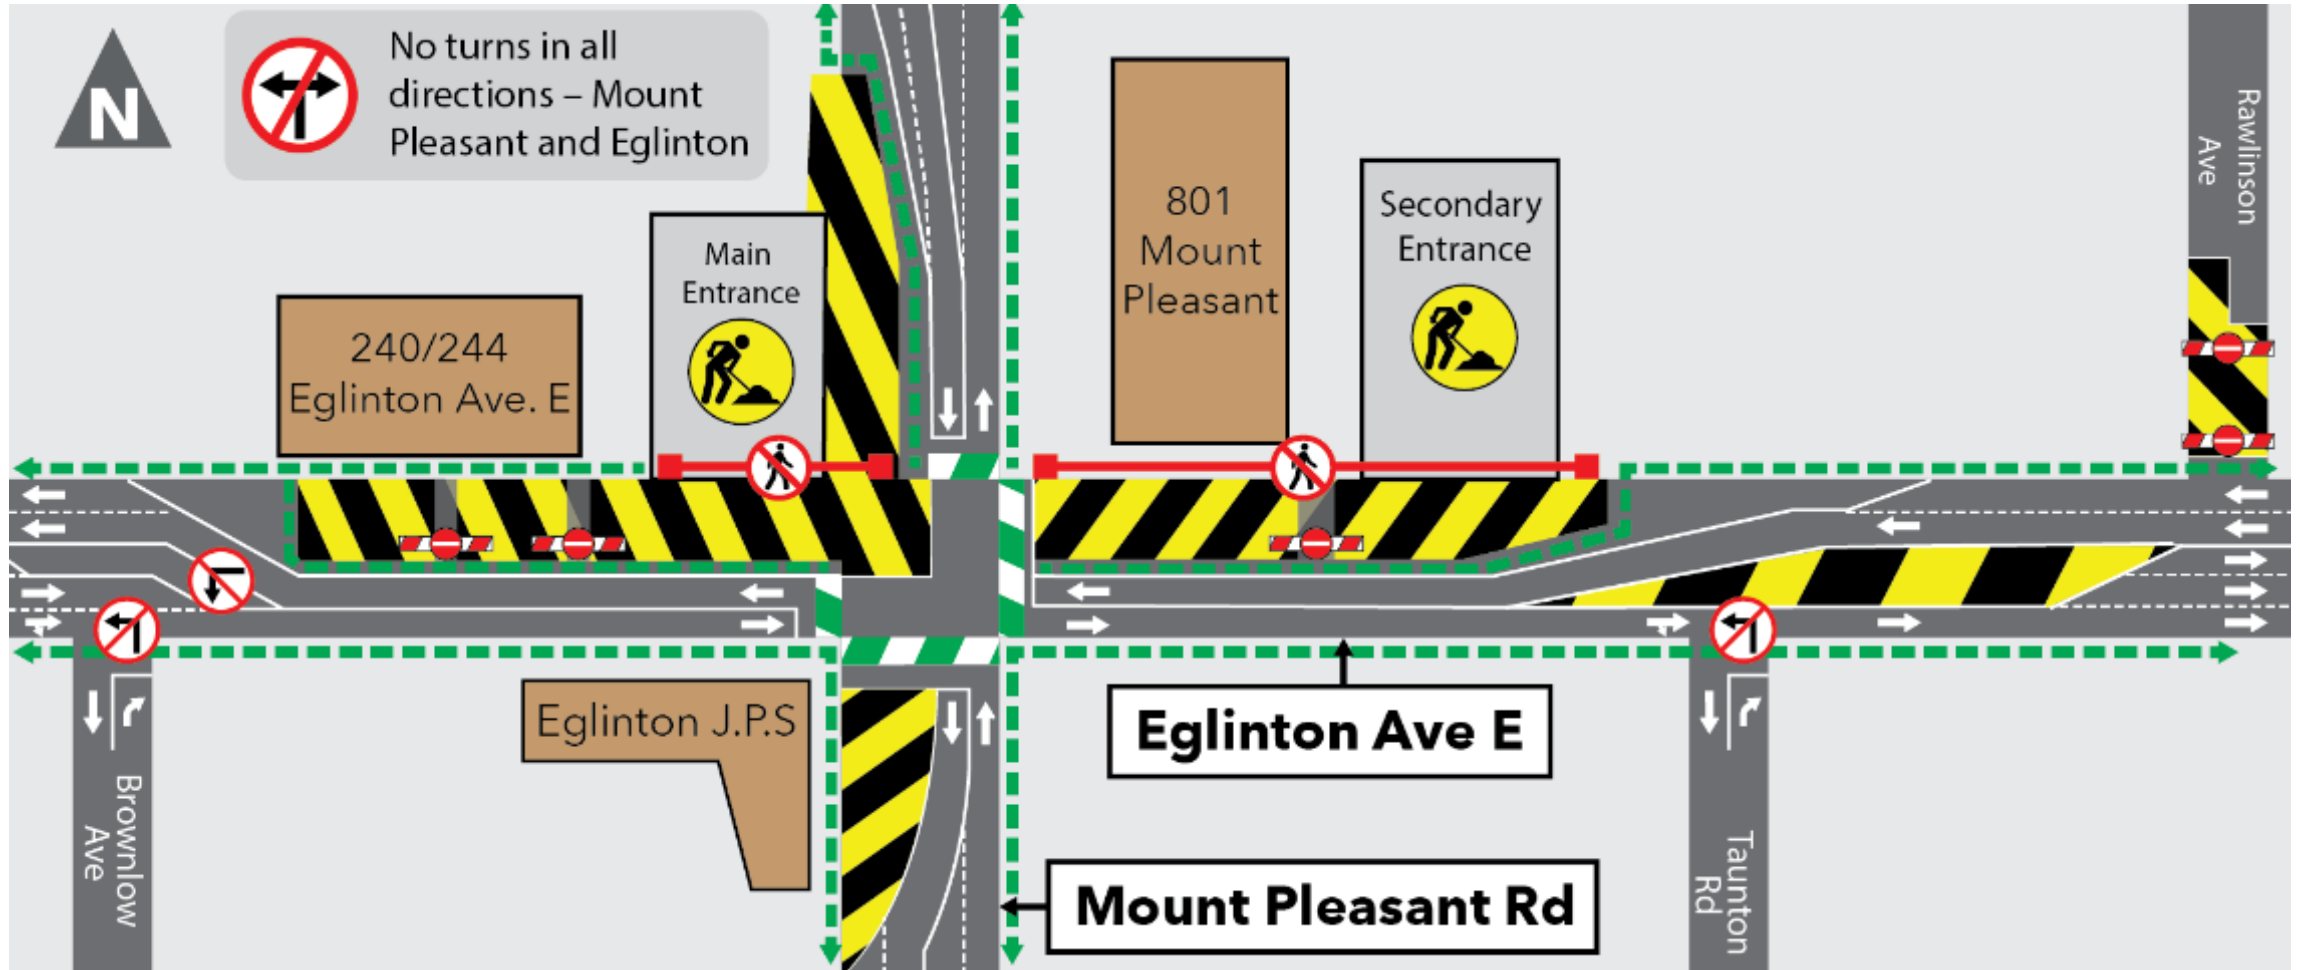 N
No turns in all
directions – Mount
Pleasant and Eglinton
240/244
Eglinton Ave. E
Main
Entrance
801
Mount
Pleasant
Secondary
Entrance
Rawlinson
Ave
Eglinton J.P.S
Eglinton Ave E
Mount Pleasant Rd
Brownlow
Ave
Taunton
Rd